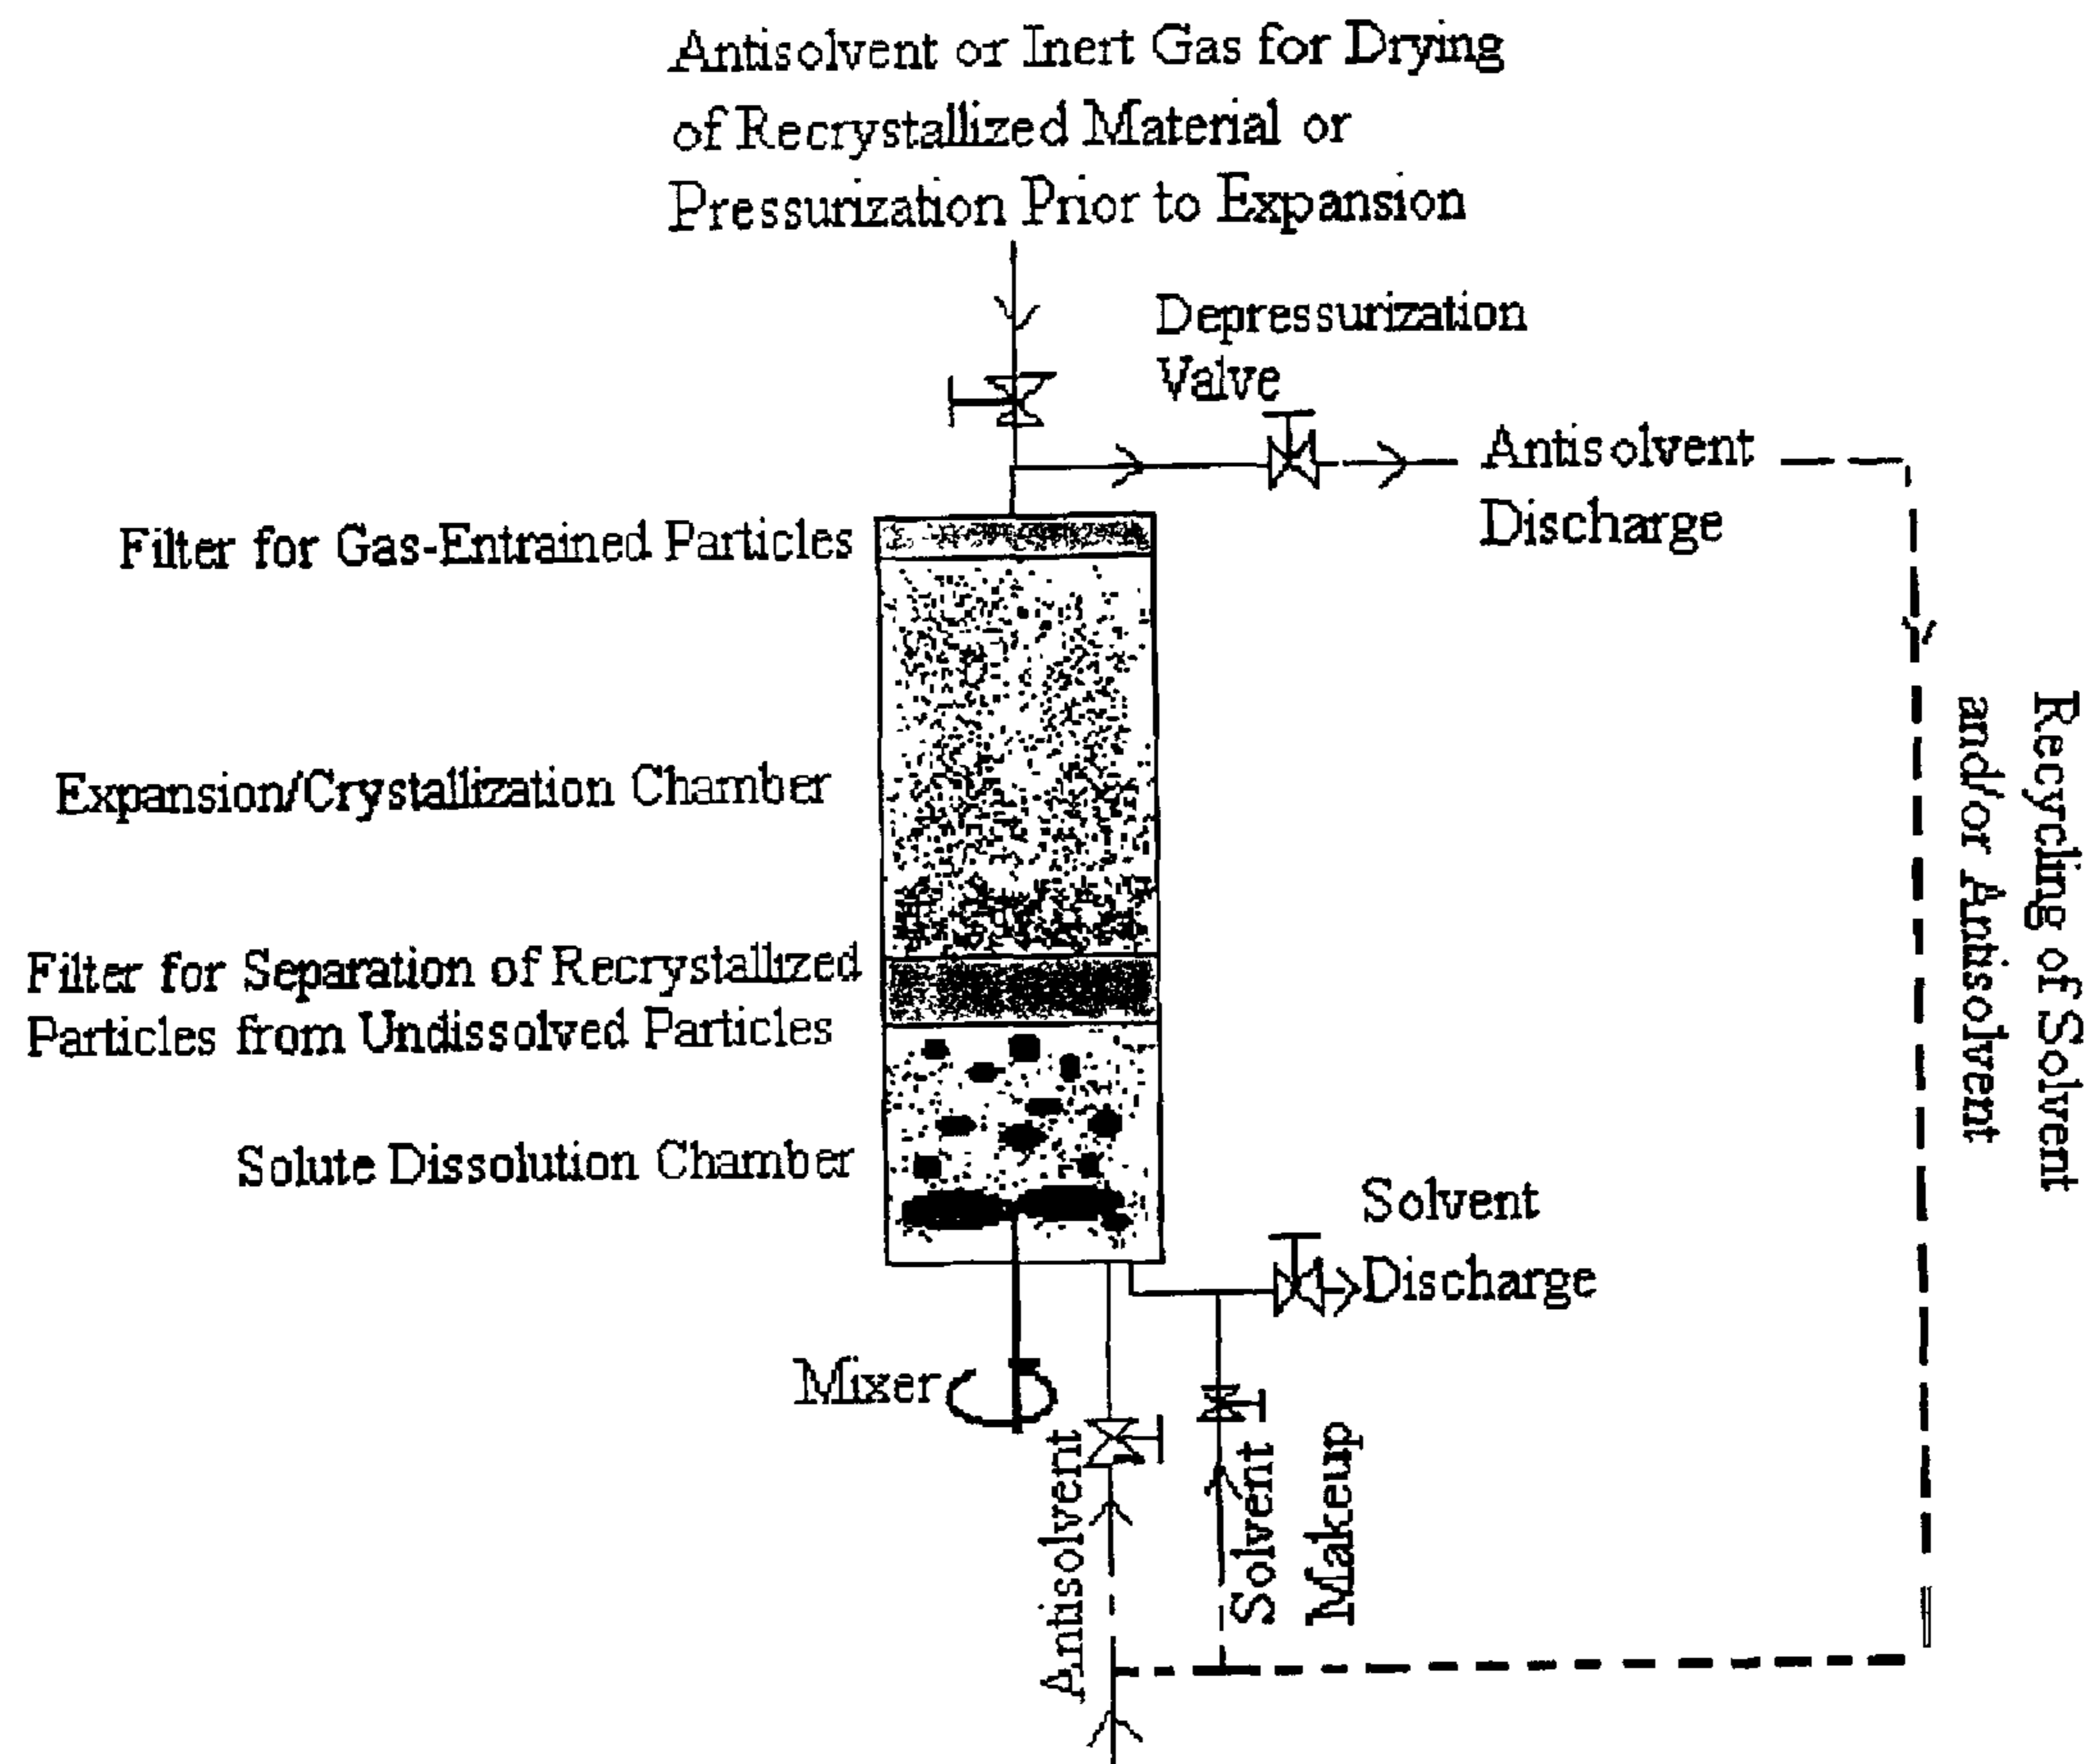 Antisolvent or Inert Gas for Drying
of Recrystallized Material or
Pressurization Prior to Expansion
Depressurization
Valve
Antisolvent
Discharge
Filter for Gas-Entrained Particles
Expansion/Crystallization Chamber
Recycling of Solvent
and/or Antisolvent
Filter for Separation of Recrystallized
Particles from Undissolved Particles
Solute Dissolution Chamber
Solvent
Discharge
Mixer
Antisolvent
Solvent
Makeup